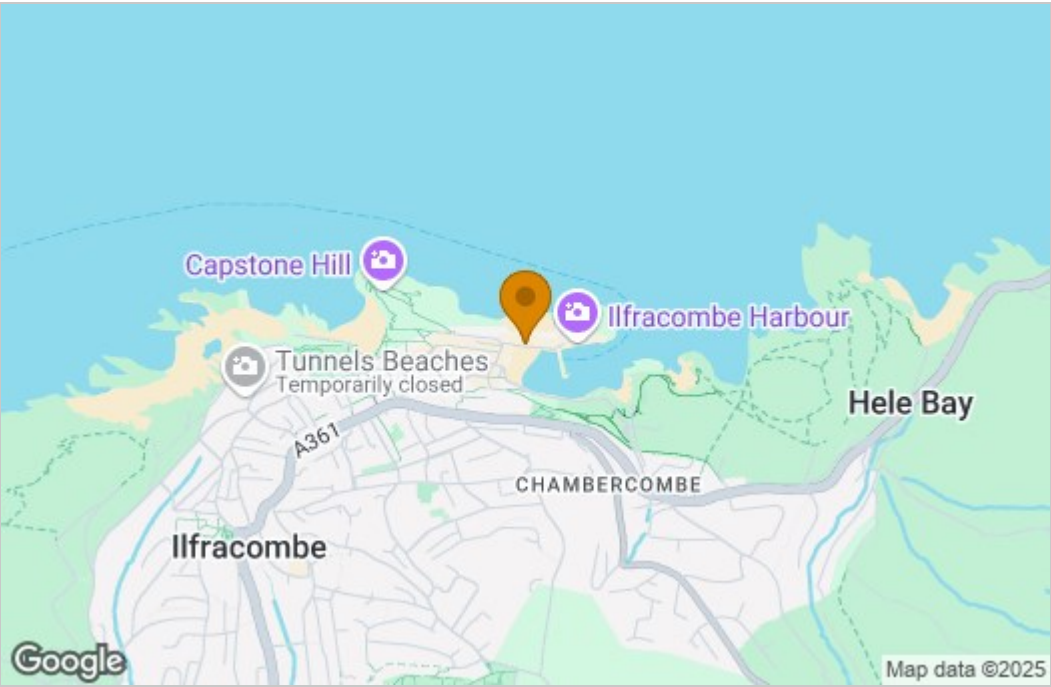 Capstone Hill
Ilfracombe Harbour
Tunnels Beaches
Temporarily closed
Hele Bay
A361
CHAMBERCOMBE
Ilfracombe
Google
Map data ©2025